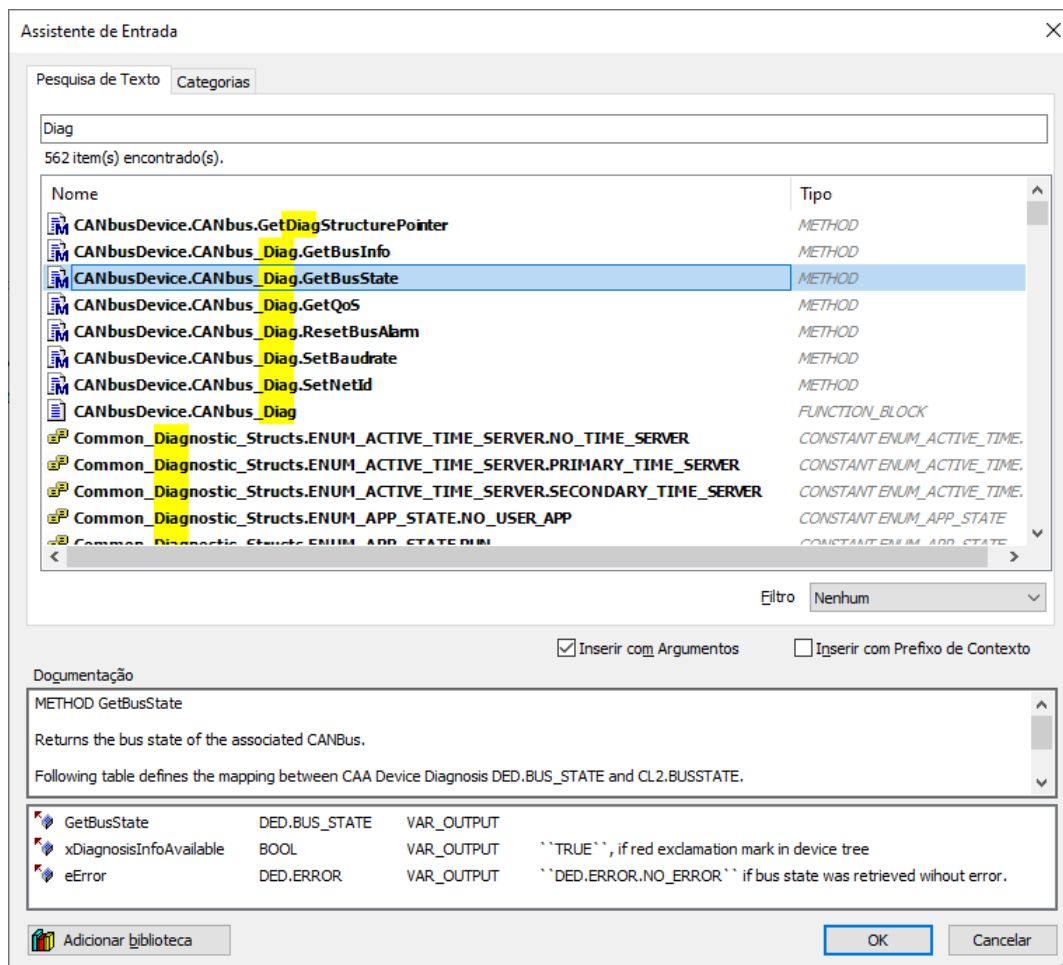 Assistente de Entrada
Pesquisa de Texto Categorias
Diag
562 item(s) encontrado(s).
Nome Tipo
CANbusDevice.CANbus.GetDiagStructurePointer METHOD
CANbusDevice.CANbus_Diag.GetBusInfo METHOD
CANbusDevice.CANbus_Diag.GetBusState METHOD
CANbusDevice.CANbus_Diag.GetQoS METHOD
CANbusDevice.CANbus_Diag.ResetBusAlarm METHOD
CANbusDevice.CANbus_Diag.SetBaudrate METHOD
CANbusDevice.CANbus_Diag.SetNetId METHOD
CANbusDevice.CANbus_Diag FUNCTION_BLOCK
Common_Diagnostic_Structs.ENUM_ACTIVE_TIME_SERVER.NO_TIME_SERVER CONSTANT ENUM_ACTIVE_TIME.
Common_Diagnostic_Structs.ENUM_ACTIVE_TIME_SERVER.PRIMARY_TIME_SERVER CONSTANT ENUM_ACTIVE_TIME.
Common_Diagnostic_Structs.ENUM_ACTIVE_TIME_SERVER.SECONDARY_TIME_SERVER CONSTANT ENUM_ACTIVE_TIME.
Common_Diagnostic_Structs.ENUM_APP_STATE.NO_USER_APP CONSTANT ENUM_APP_STATE
Common_Diagnostic_Structs.ENUM_APP_STATE.RUN CONSTANT ENUM_APP_STATE
Filtro Nenhum
Inserir com Argumentos Inserir com Prefixo de Contexto
Documentação
METHOD GetBusState
Returns the bus state of the associated CANBus.
Following table defines the mapping between CAA Device Diagnosis DED.BUS_STATE and CL2.BUSSTATE.
GetBusState DED.BUS_STATE VAR_OUTPUT
xDiagnosisInfoAvailable BOOL VAR_OUTPUT ``TRUE``, if red exclamation mark in device tree
eError DED.ERROR VAR_OUTPUT ``DED.ERROR.NO_ERROR`` if bus state was retrieved wihout error.
Adicionar biblioteca OK Cancelar